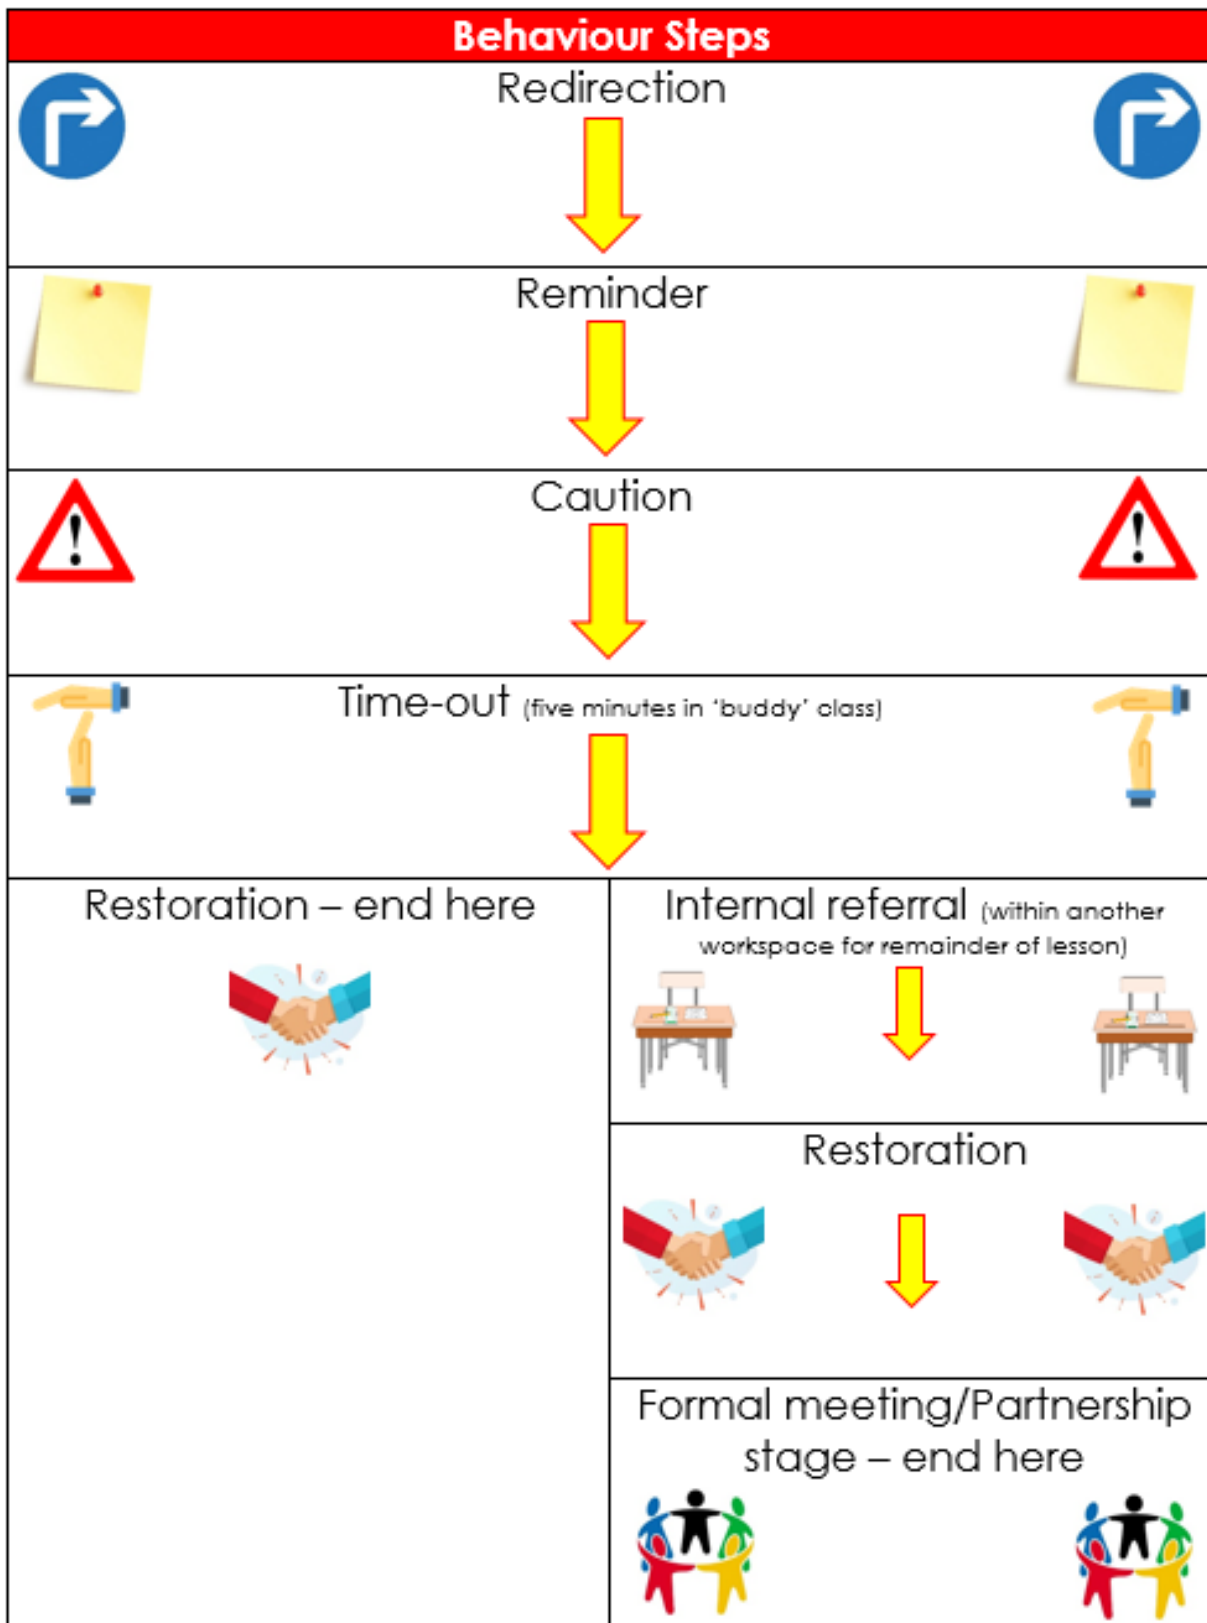 Behaviour Steps
Redirection
Reminder
Caution
Time-out (five minutes in ‘buddy’ class)
Restoration – end here
Internal referral (within another
workspace for remainder of lesson)
Restoration
Formal meeting/Partnership
stage – end here